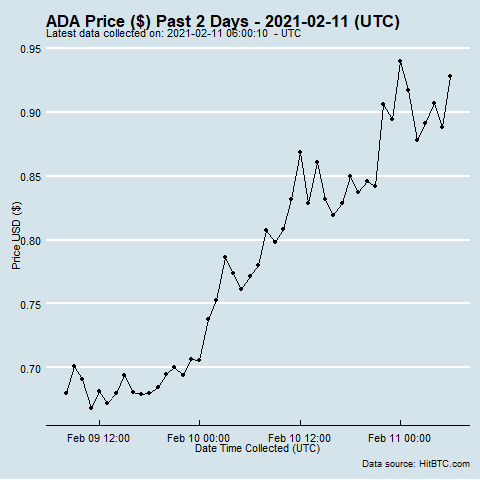 ADA Price ($) Past 2 Days - 2021-02-11 (UTC)
Latest data collected on: 2021-02-11 06:00:10  - UTC
0.95
0.90
0.85
0.80
0.75
0.70
Price USD ($)
Feb 09 12:00 Feb 10 00:00 Feb 10 12:00 Feb 11 00:00
Date Time Collected (UTC)
Data source: HitBTC.com